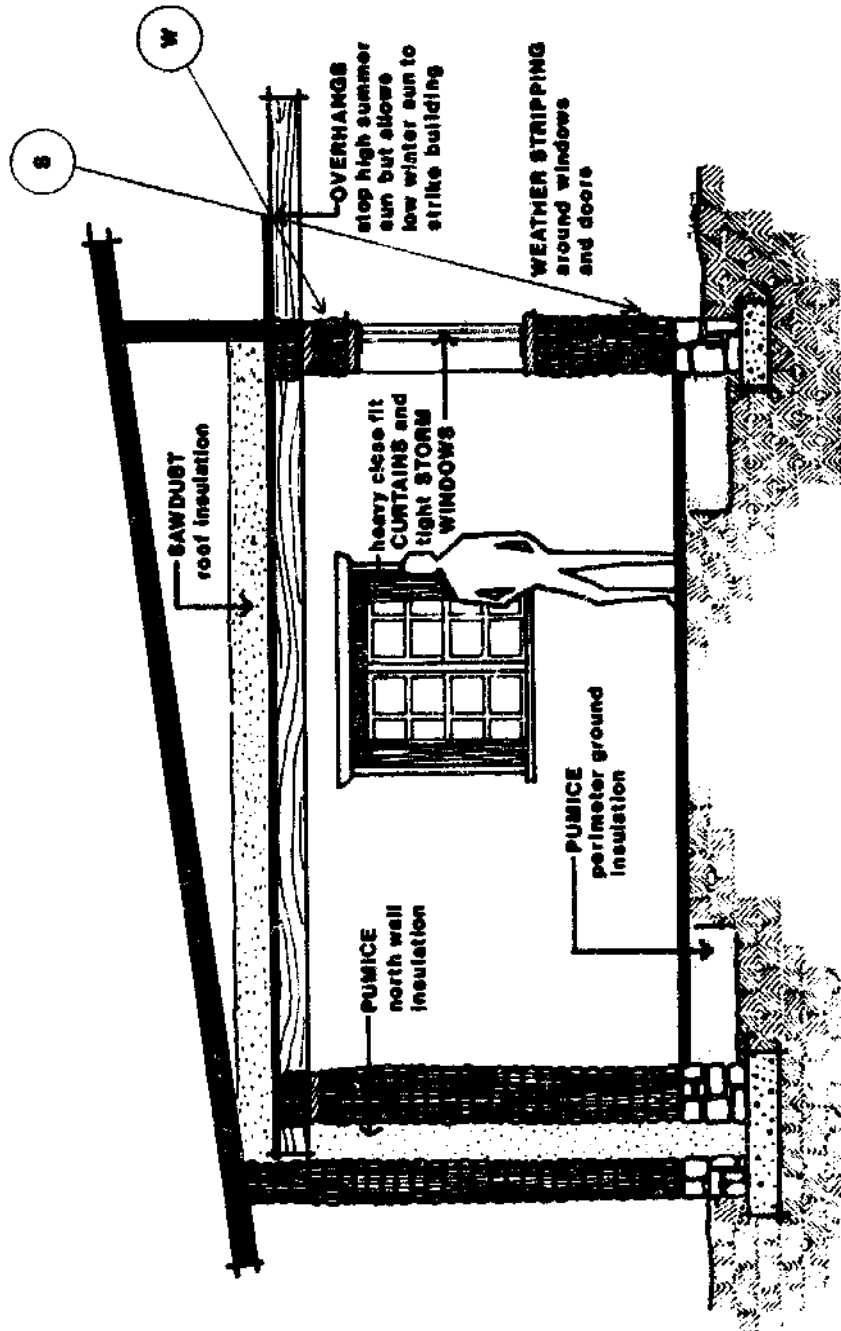 S
W
OVERHANGS
stop high summer
sun but allows
low winter sun to
strike building
SAWDUST
roof insulation
heavy close fit
CURTAINS and
tight STORM
WINDOWS
WEATHER STRIPPING
around windows
and doors
PUMICE
north wall
insulation
PUMICE
perimeter ground
insulation